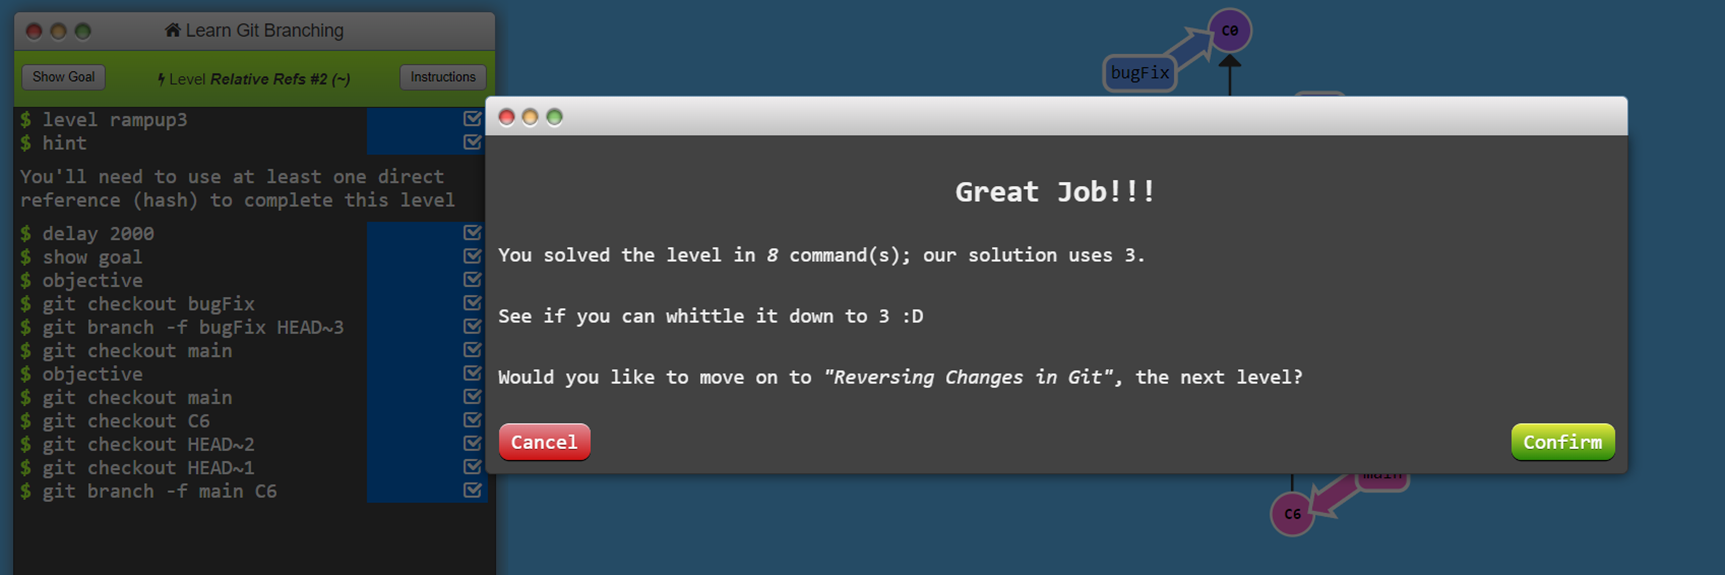 Learn Git Branching
Show Goal
Level Relative Refs #2 (~)
Instructions
$ level rampup3
$ hint
You'll need to use at least one direct
reference (hash) to complete this level
$ delay 2000
$ show goal
$ objective
$ git checkout bugFix
$ git branch -f bugFix HEAD~3
$ git checkout main
$ objective
$ git checkout main
$ git checkout C6
$ git checkout HEAD~2
$ git checkout HEAD~1
$ git branch -f main C6
C0
bugFix
Great Job!!!
You solved the level in 8 command(s); our solution uses 3.
See if you can whittle it down to 3 :D
Would you like to move on to "Reversing Changes in Git", the next level?
Cancel
Confirm
main
C6